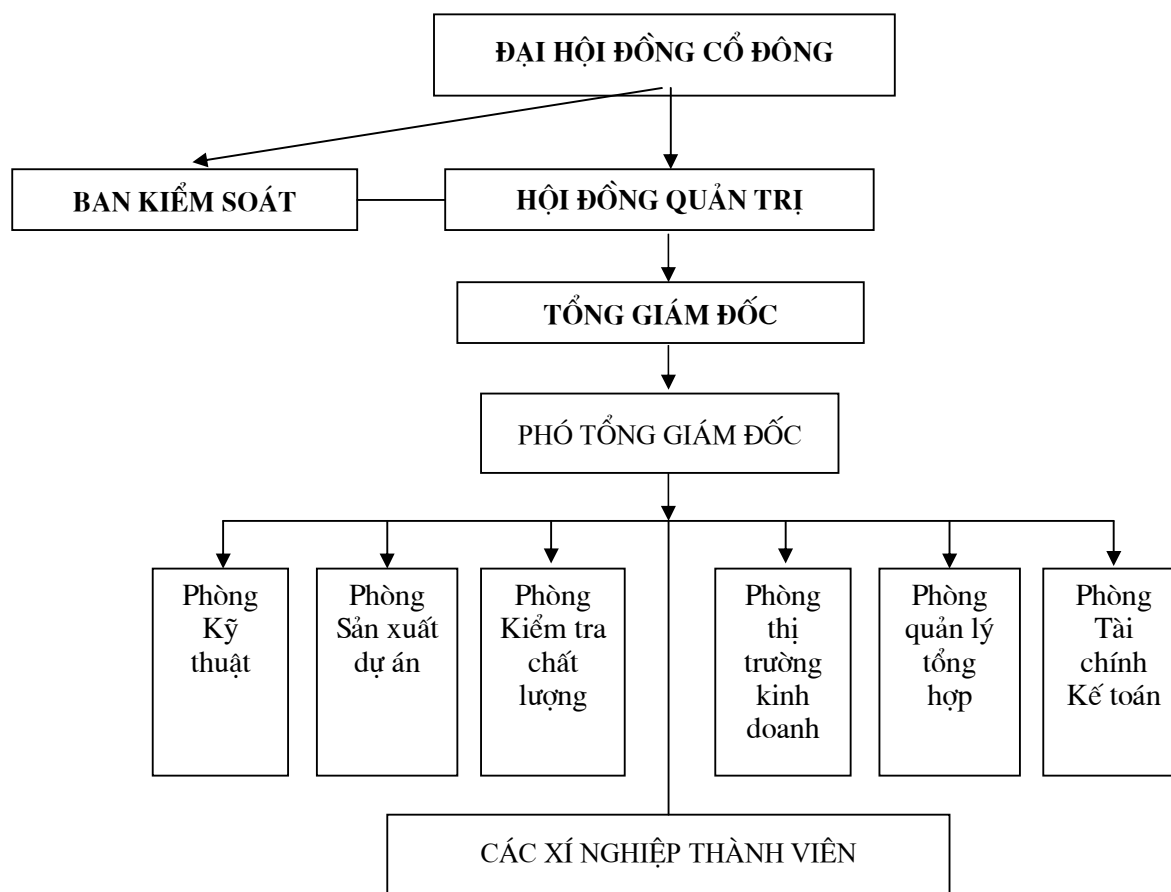 ĐẠI HỘI ĐỒNG CỔ ĐÔNG
BAN KIỂM SOÁT
HỘI ĐỒNG QUẢN TRỊ
TỔNG GIÁM ĐỐC
PHÓ TỔNG GIÁM ĐỐC
Phòng
Kỹ
thuật
Phòng
Sản xuất
dự án
Phòng
Kiểm tra
chất
lượng
Phòng
thị
trường
kinh
doanh
Phòng
quản lý
tổng
hợp
Phòng
Tài
chính
Kế toán
CÁC XÍ NGHIỆP THÀNH VIÊN